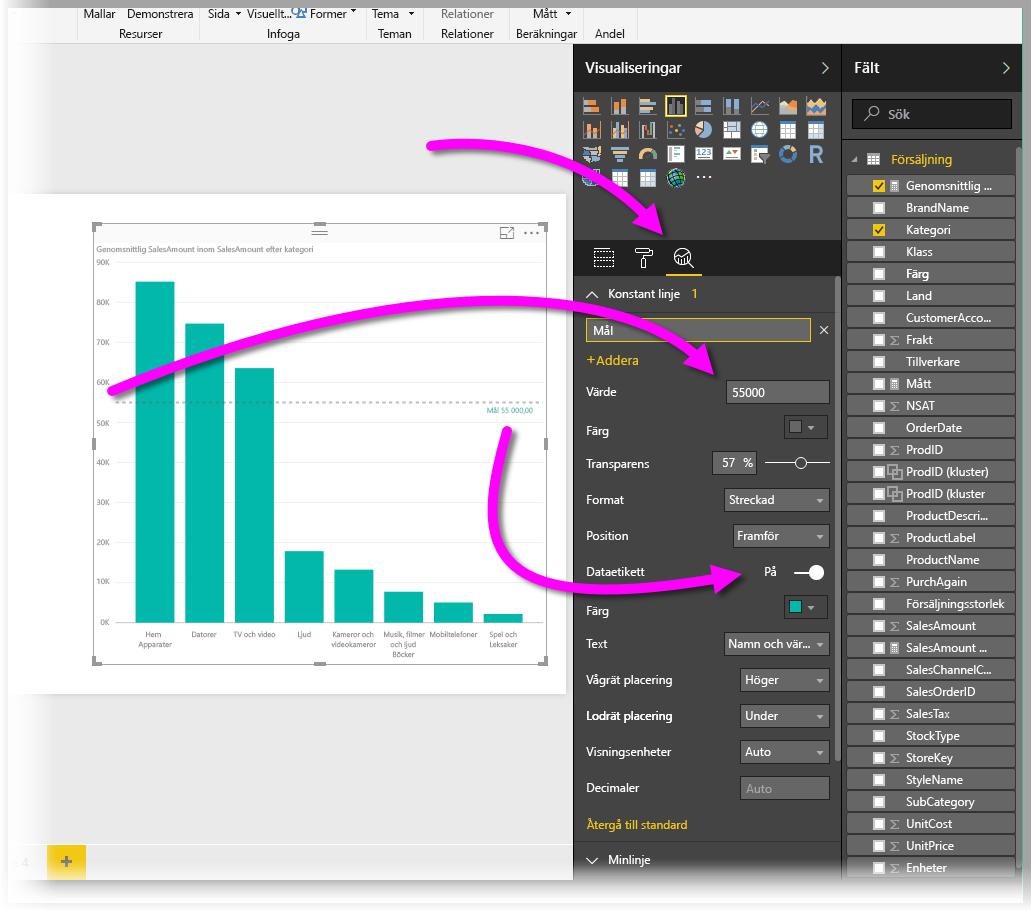 Mallar Demonstrera Sida Visuellt... Former Tema Relationer Mått
Resurser Infoga Teman Relationer Beräkningar Andel
Visualiseringar
Fält
Sök
123
R
Försäljning
Genomsnittlig ...
BrandName
Kategori
Klass
Färg
Land
CustomerAcco...
Frakt
Tillverkare
Mått
NSAT
OrderDate
ProdID
ProdID (kluster)
ProdID (kluster
ProductDescri...
ProductLabel
ProductName
PurchAgain
Försäljningsstorlek
SalesAmount
SalesAmount ...
SalesChannelC...
SalesOrderID
SalesTax
StockType
StoreKey
StyleName
SubCategory
UnitCost
UnitPrice
Enheter
Konstant linje 1
Mål
+Addera
Värde 55000
Färg
Transparens 57 %
Format Streckad
Position Framför
Dataetikett På
Färg
Text Namn och vär...
Vågrät placering Höger
Lodrät placering Under
Visningsenheter Auto
Decimaler Auto
Återgå till standard
Minlinje
Genomsnittlig SalesAmount inom SalesAmount efter kategori
90K
80K
70K
60K
50K
40K
30K
20K
10K
0K
Mål 55 000,00
Hem Datorer TV och video Ljud Kameror och Musik, filmer Mobiltelefoner Spel och
Apparater videokameror och ljud Leksaker
Böcker
4 +